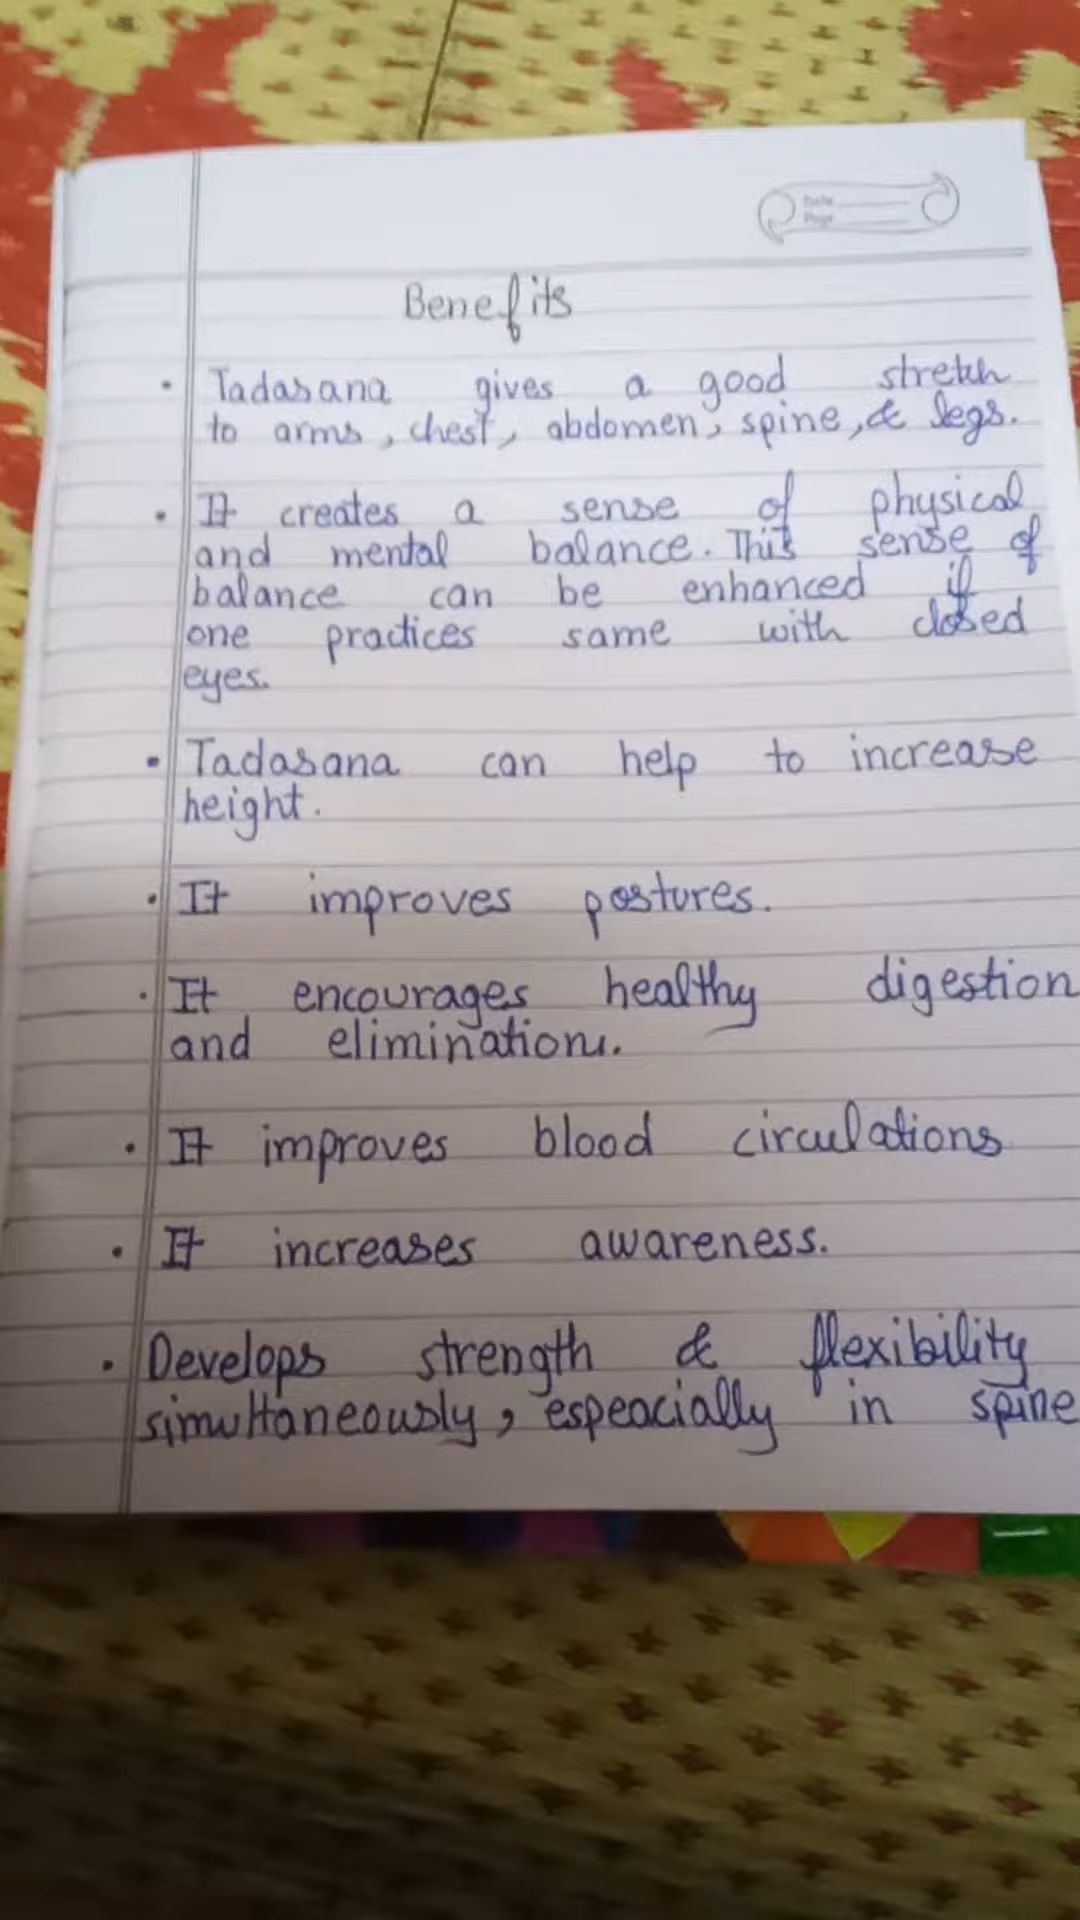 Date
Page
Benefits
• Tadasana gives a good stretch
to arms, chest, abdomen, spine, & legs.
• It creates a sense of physical
and mental balance. This sense of
balance can be enhanced if
one practices same with closed
eyes.
• Tadasana can help to increase
height.
• It improves postures.
• It encourages healthy digestion
and eliminations.
• It improves blood circulations
• It increases awareness.
• Develops strength & flexibility
simultaneously, espeacially in spine